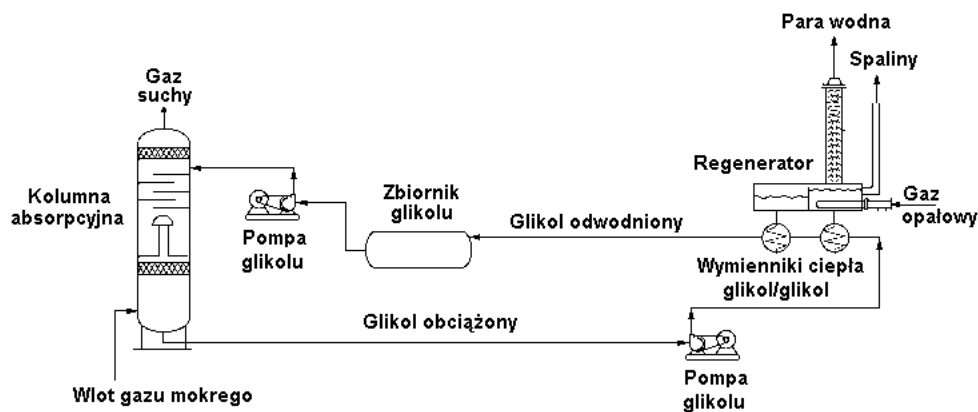 Para wodna
Spaliny
Gaz
suchy
Regenerator
Kolumna
absorpcyjna
Zbiornik
glikolu
Gaz
opałowy
Glikol odwodniony
Pompa
glikolu
Wymienniki ciepła
glikol/glikol
Glikol obciążony
Wlot gazu mokrego
Pompa
glikolu